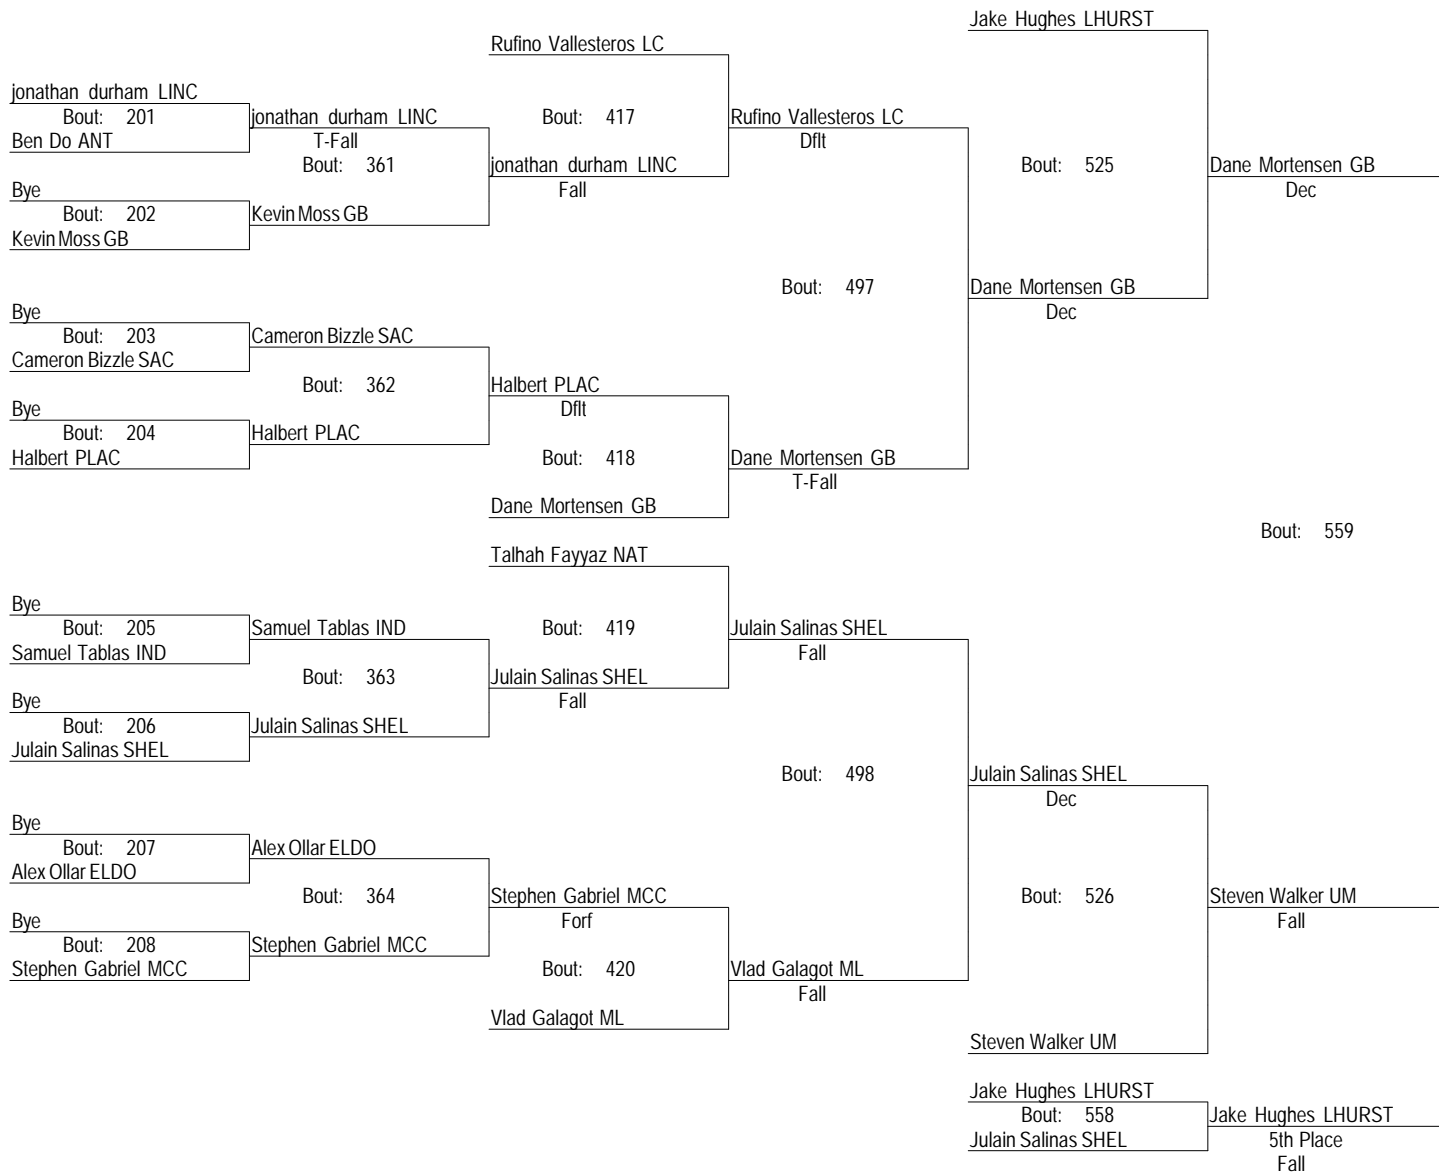 Jake Hughes LHURST
Rufino Vallesteros LC
jonathan durham LINC
Bout: 201
Ben Do ANT
jonathan durham LINC
T-Fall
Bout: 361
Bout: 417
Rufino Vallesteros LC
Dflt
jonathan durham LINC
Fall
Bout: 525
Dane Mortensen GB
Dec
Bye
Bout: 202
Kevin Moss GB
Kevin Moss GB
Bout: 497
Dane Mortensen GB
Dec
Bye
Bout: 203
Cameron Bizzle SAC
Cameron Bizzle SAC
Bout: 362
Halbert PLAC
Dflt
Bye
Bout: 204
Halbert PLAC
Halbert PLAC
Bout: 418
Dane Mortensen GB
T-Fall
Dane Mortensen GB
Bout: 559
Talhah Fayyaz NAT
Bye
Bout: 205
Samuel Tablas IND
Samuel Tablas IND
Bout: 419
Julain Salinas SHEL
Fall
Bout: 363
Julain Salinas SHEL
Fall
Bye
Bout: 206
Julain Salinas SHEL
Julain Salinas SHEL
Bout: 498
Julain Salinas SHEL
Dec
Bye
Bout: 207
Alex Ollar ELDO
Alex Ollar ELDO
Bout: 364
Stephen Gabriel MCC
Forf
Bout: 526
Steven Walker UM
Fall
Bye
Bout: 208
Stephen Gabriel MCC
Stephen Gabriel MCC
Bout: 420
Vlad Galagot ML
Fall
Vlad Galagot ML
Steven Walker UM
Jake Hughes LHURST
Bout: 558
Julain Salinas SHEL
Jake Hughes LHURST
5th Place
Fall